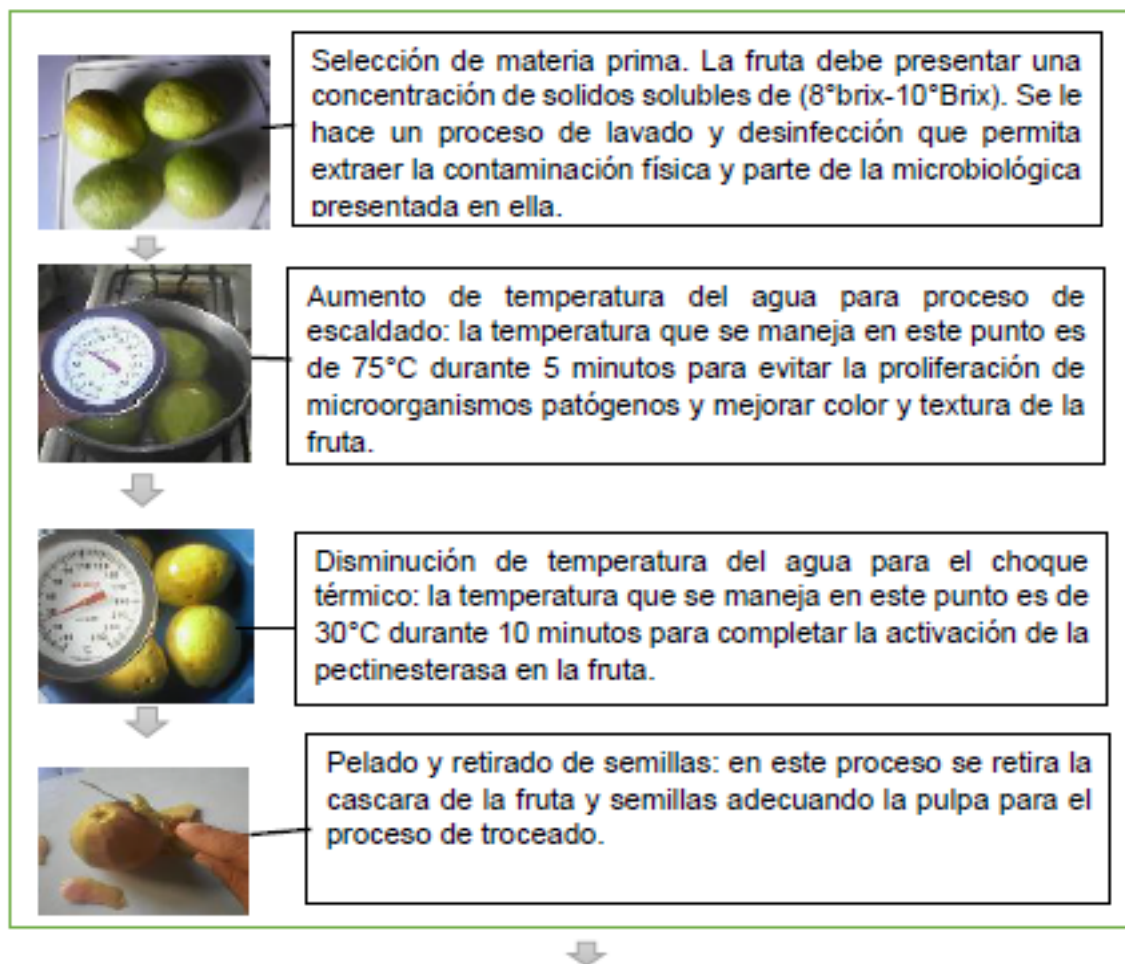 Selección de materia prima. La fruta debe presentar una
concentración de solidos solubles de (8°brix-10°Brix). Se le
hace un proceso de lavado y desinfección que permita
extraer la contaminación física y parte de la microbiológica
presentada en ella.
Aumento de temperatura del agua para proceso de
escaldado: la temperatura que se maneja en este punto es
de 75°C durante 5 minutos para evitar la proliferación de
microorganismos patógenos y mejorar color y textura de la
fruta.
Disminución de temperatura del agua para el choque
térmico: la temperatura que se maneja en este punto es de
30°C durante 10 minutos para completar la activación de la
pectinesterasa en la fruta.
Pelado y retirado de semillas: en este proceso se retira la
cascara de la fruta y semillas adecuando la pulpa para el
proceso de troceado.